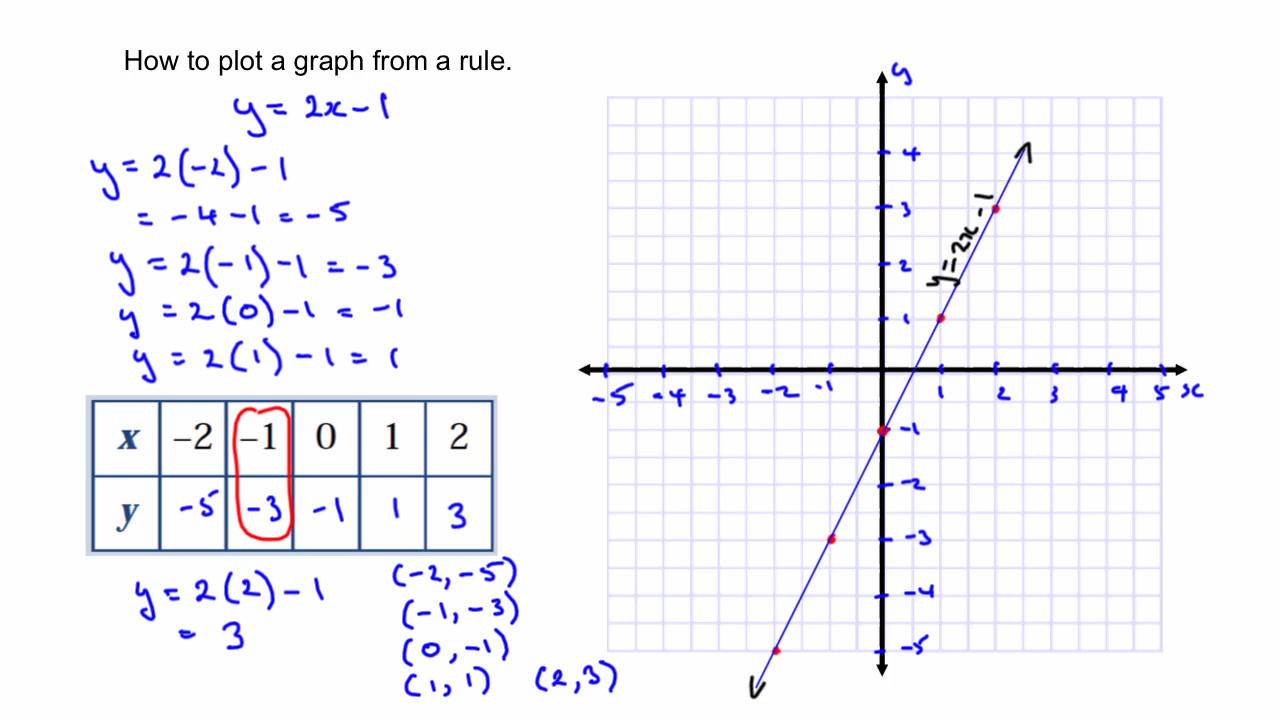 How to plot a graph from a rule.
y = 2x - 1
y = 2(-2) - 1
= -4 - 1 = -5
y = 2(-1) - 1 = -3
y = 2(0) - 1 = -1
y = 2(1) - 1 = 1
x –2 –1 0 1 2
y -5 -3 -1 1 3
y = 2(2) - 1
= 3
(-2, -5)
(-1, -3)
(0, -1)
(1, 1) (2, 3)
y
4
3
2
1
-5 -4 -3 -2 -1 1 2 3 4 5 x
-1
-2
-3
-4
-5
y = 2x - 1